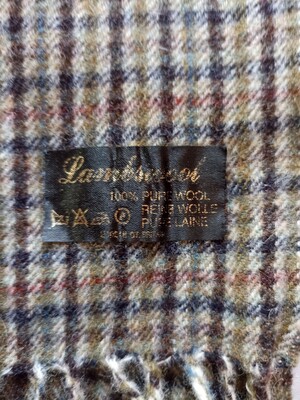 Lambswool
100% PURE WOOL
P REINE WOLLE
PURE LAINE